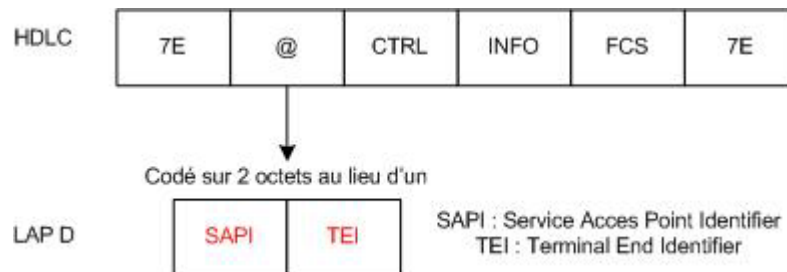 HDLC 7E @ CTRL INFO FCS 7E
Codé sur 2 octets au lieu d'un
LAP D SAPI TEI
SAPI : Service Acces Point Identifier
TEI : Terminal End Identifier